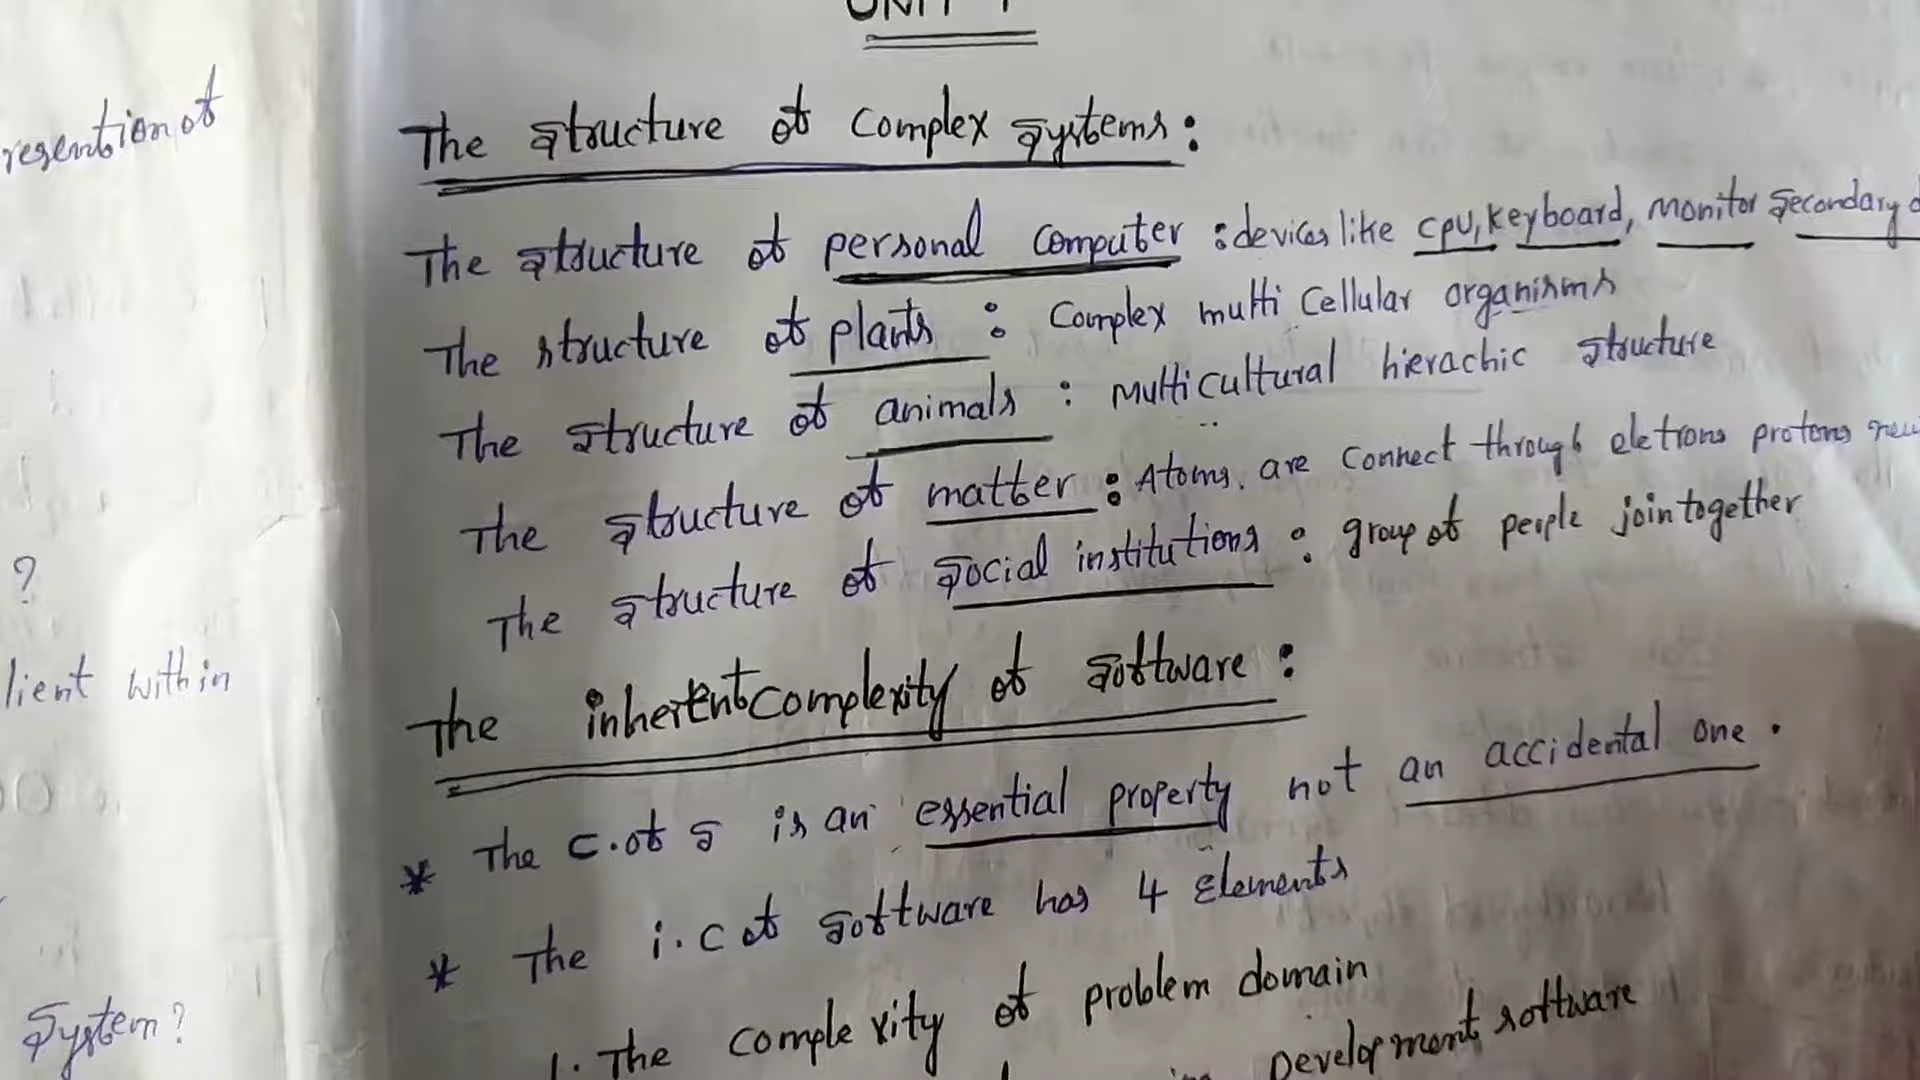 UNIT
resention of
The structure of Complex systems:
The structure of personal computer : devices like CPU, Keyboard, Monitor Secondary
The structure of plants : Complex multi Cellular organisms
The structure of animals : Multicultural hierachic structure
The structure of matter : Atoms. are Connect through eletrons protons neu
The structure of Social institutions : group of people join together
?
lient within
The inherent complexity of software :
* The C.of S is an essential property not an accidental one.
* The i.C of software has 4 Elements
System?
1. The complexity of problem domain
Development software